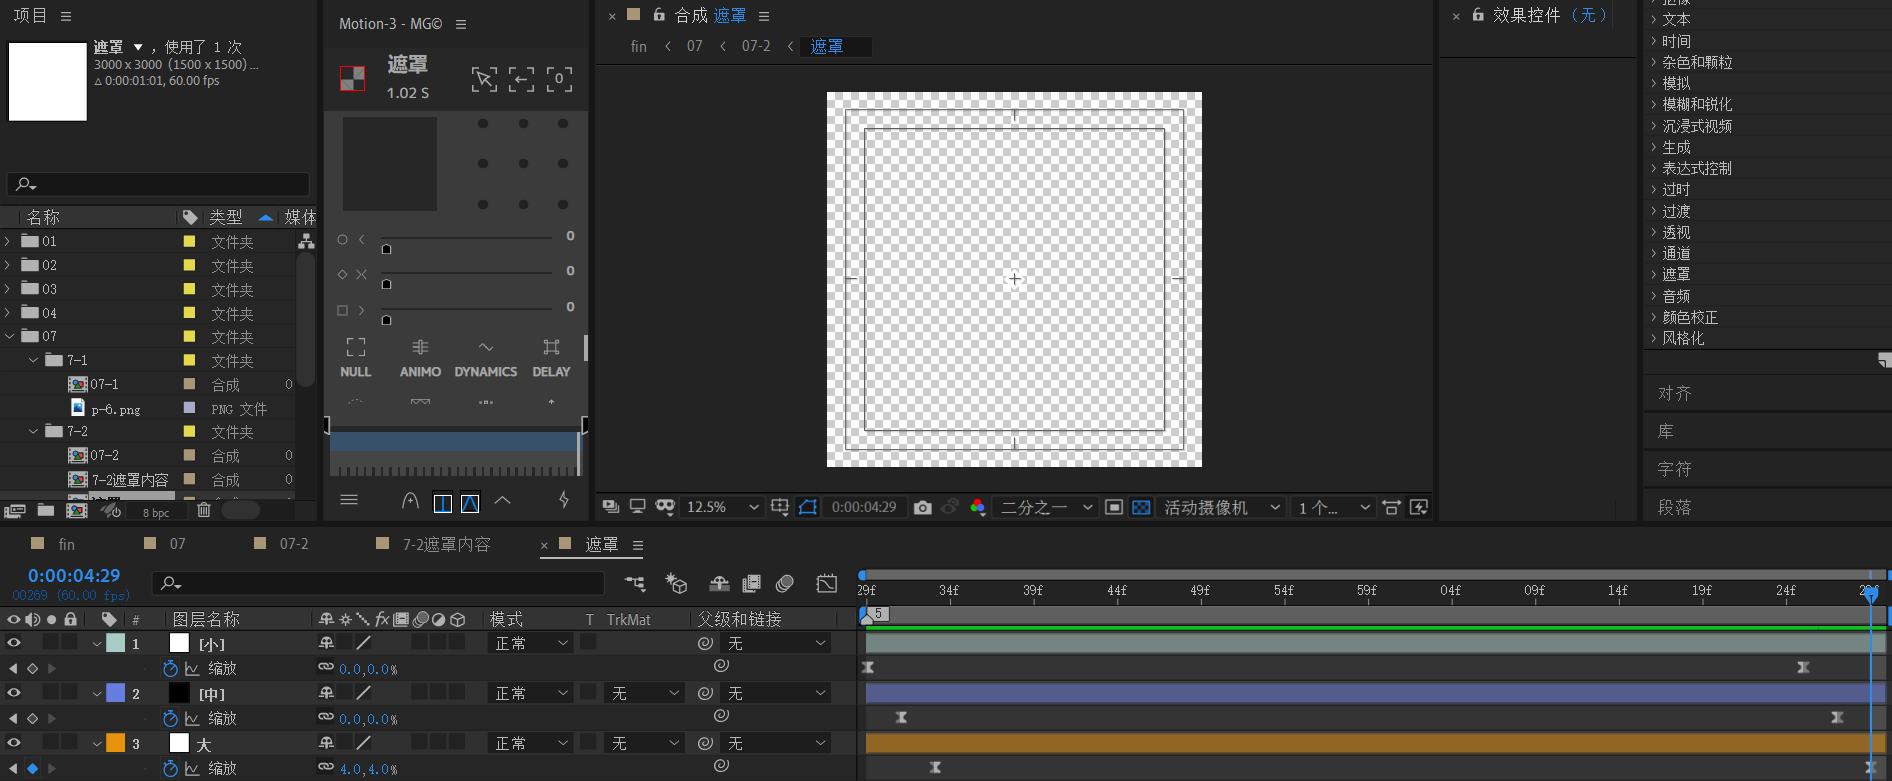 项目
遮罩 ▼ , 使用了 1 次
3000 x 3000 (1500 x 1500) ...
△ 0:00:01:01, 60.00 fps
名称 类型 媒体
01 文件夹
02 文件夹
03 文件夹
04 文件夹
07 文件夹
7-1 文件夹
07-1 合成 0
p-6.png PNG 文件
7-2 文件夹
07-2 合成 0
7-2遮罩内容 合成 0
8 bpc
Motion-3 - MG©
遮罩
1.02 S
0
0
0
0
NULL ANIMO DYNAMICS DELAY
× 合成 遮罩
fin < 07 < 07-2 < 遮罩
12.5% 0:00:04:29 二分之一 活动摄像机 1 个...
× 效果控件 (无)
文本
时间
杂色和颗粒
模拟
模糊和锐化
沉浸式视频
生成
表达式控制
过时
过渡
透视
通道
遮罩
音频
颜色校正
风格化
对齐
库
字符
段落
fin 07 07-2 7-2遮罩内容 × 遮罩
0:00:04:29
00269 (60.00 fps)
29f 34f 39f 44f 49f 54f 59f 04f 09f 14f 19f 24f
5
# 图层名称 模式 T TrkMat 父级和链接
1 [小] 正常 无
缩放 0.0,0.0%
2 [中] 正常 无 无
缩放 0.0,0.0%
3 大 正常 无 无
缩放 4.0,4.0%